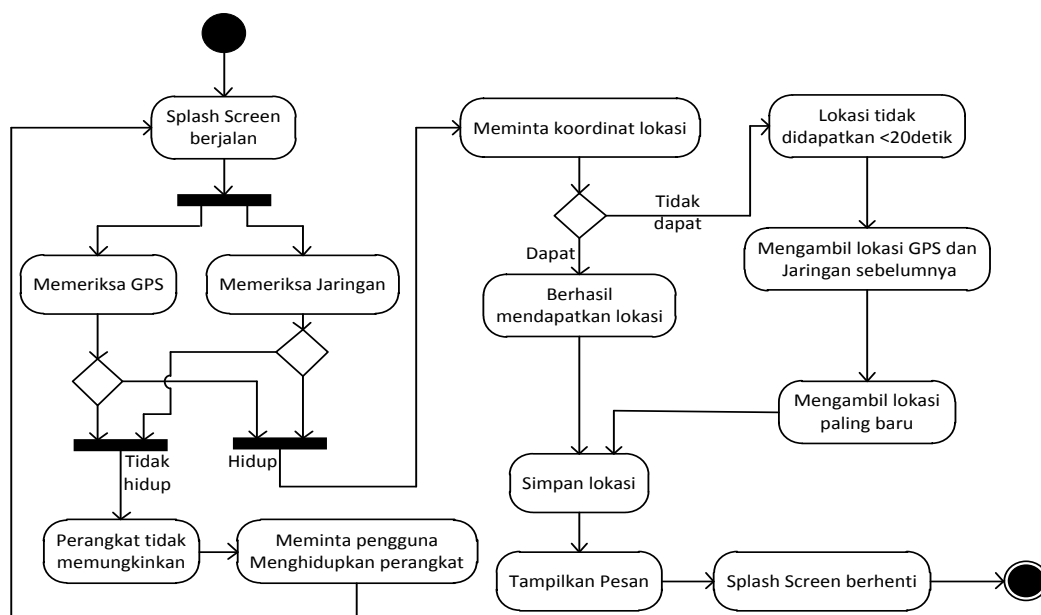 Splash Screen
berjalan
Memeriksa GPS
Memeriksa Jaringan
Tidak
hidup
Hidup
Perangkat tidak
memungkinkan
Meminta pengguna
Menghidupkan perangkat
Meminta koordinat lokasi
Tidak
dapat
Dapat
Lokasi tidak
didapatkan <20detik
Mengambil lokasi GPS dan
Jaringan sebelumnya
Berhasil
mendapatkan lokasi
Mengambil lokasi
paling baru
Simpan lokasi
Tampilkan Pesan
Splash Screen berhenti